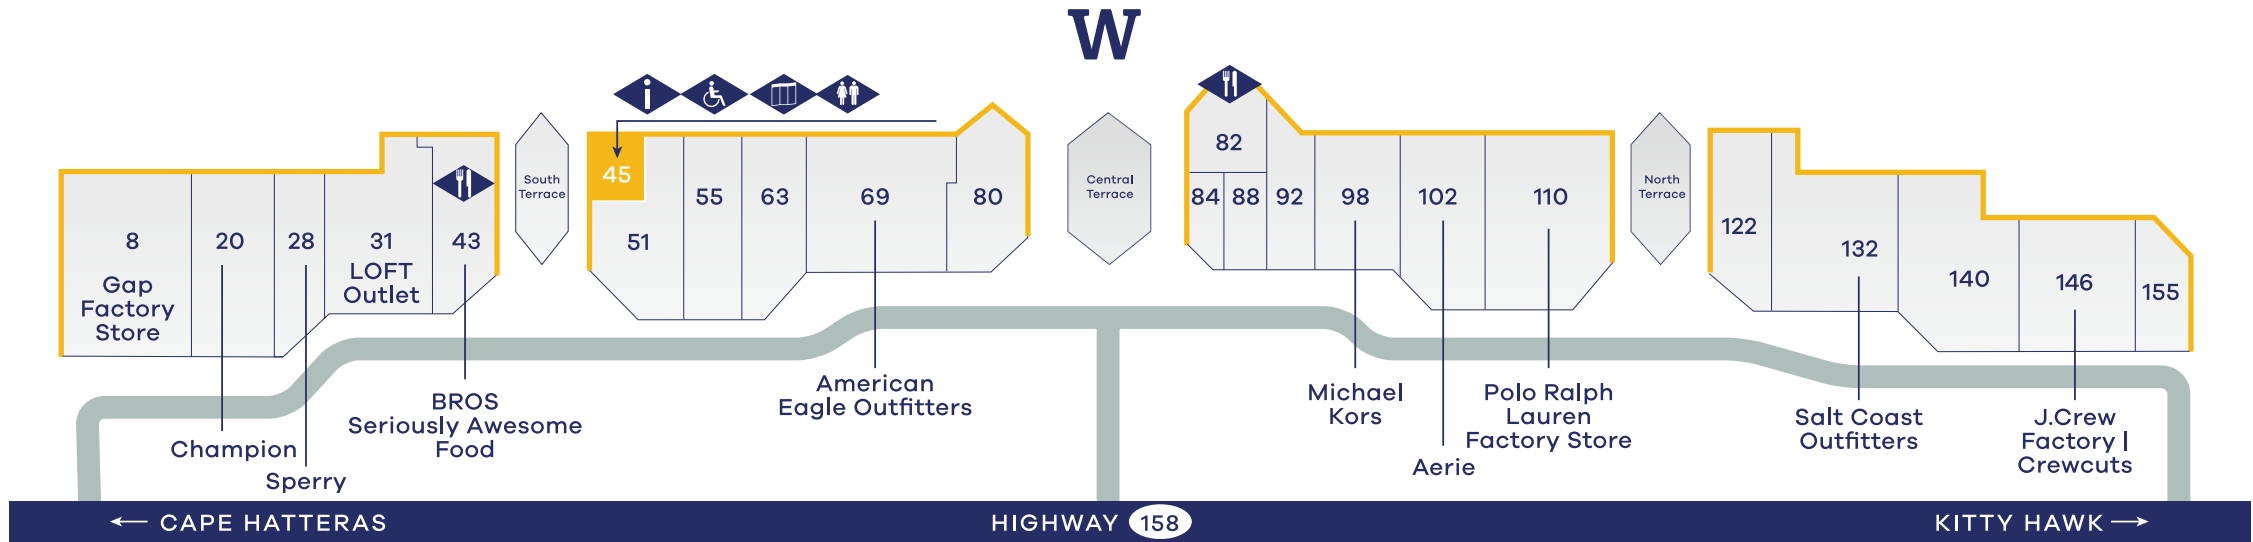 W
8
Gap
Factory
Store
20
28
31
LOFT
Outlet
43
South
Terrace
45
51
55
63
69
80
Central
Terrace
82
84
88
92
98
102
110
North
Terrace
122
132
140
146
155
Champion
Sperry
BROS
Seriously Awesome
Food
American
Eagle Outfitters
Michael
Kors
Aerie
Polo Ralph
Lauren
Factory Store
Salt Coast
Outfitters
J.Crew
Factory |
Crewcuts
← CAPE HATTERAS
HIGHWAY 158
KITTY HAWK →